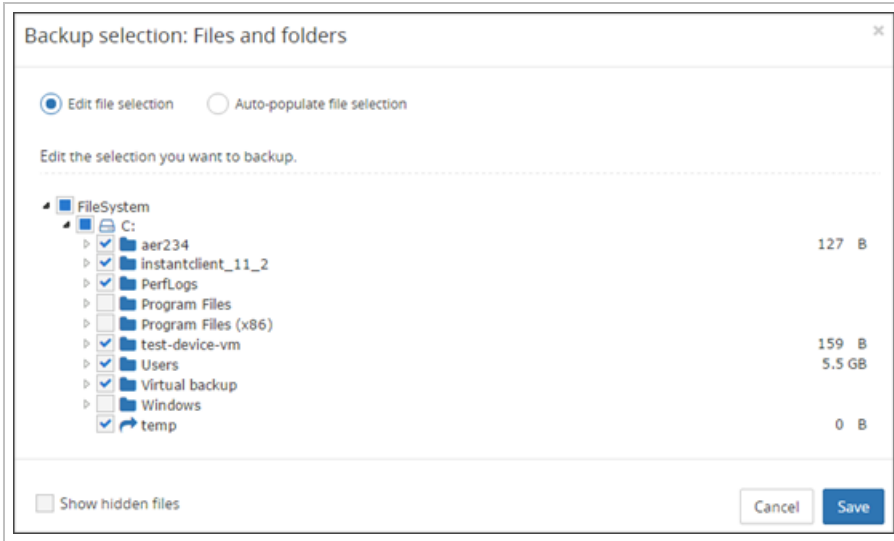 Backup selection: Files and folders ×
Edit file selection Auto-populate file selection
Edit the selection you want to backup.
FileSystem
C:
aer234 127 B
instantclient_11_2
PerfLogs
Program Files
Program Files (x86)
test-device-vm 159 B
Users 5.5 GB
Virtual backup
Windows
temp 0 B
Show hidden files Cancel Save